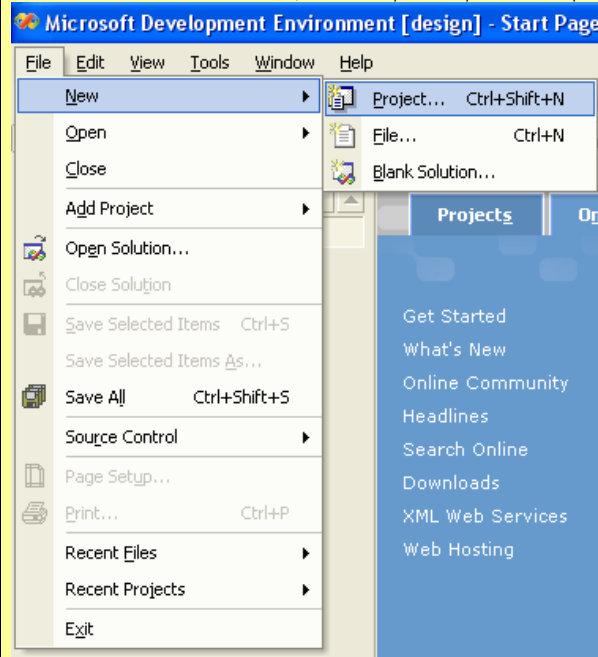 Microsoft Development Environment [design] - Start Page
File Edit View Tools Window Help
New
Project... Ctrl+Shift+N
Open
File... Ctrl+N
Close
Blank Solution...
Add Project
Projects
Open Solution...
Close Solution
Save Selected Items Ctrl+S
Save Selected Items As...
Save All Ctrl+Shift+S
Source Control
Page Setup...
Print... Ctrl+P
Recent Files
Recent Projects
Exit
Get Started
What's New
Online Community
Headlines
Search Online
Downloads
XML Web Services
Web Hosting